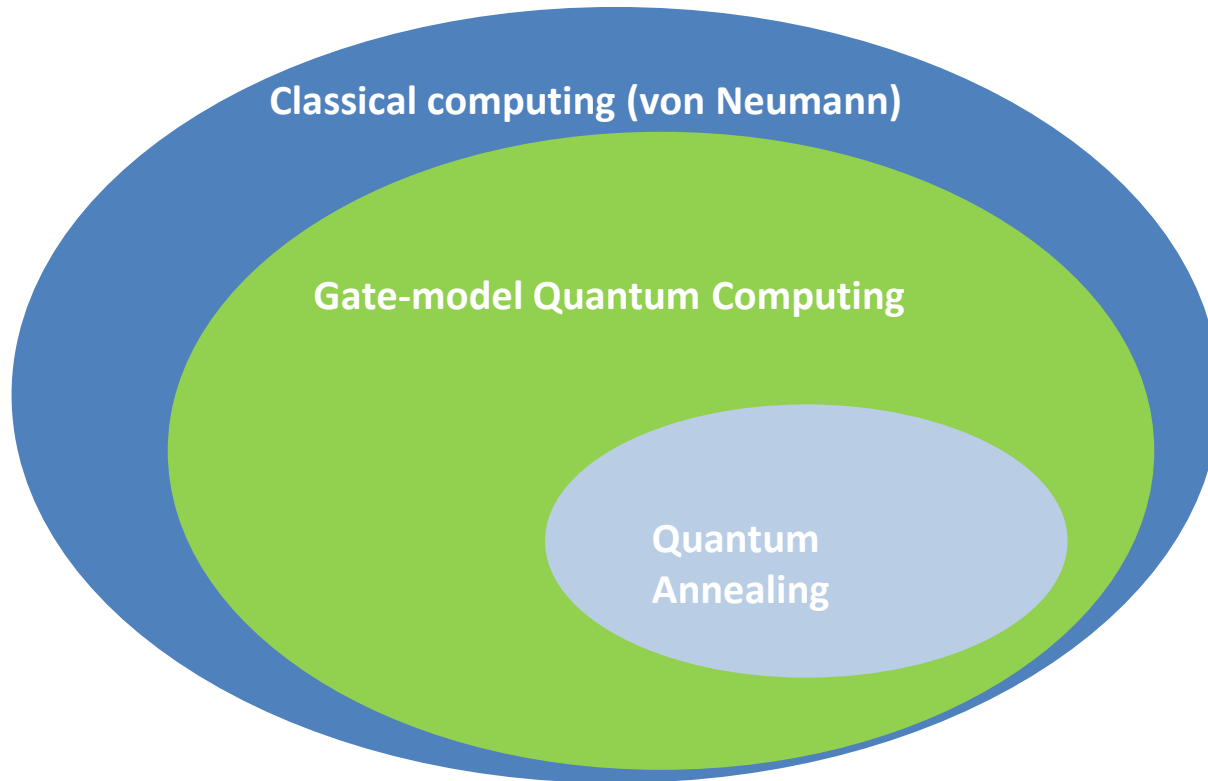 Classical computing (von Neumann)
Gate-model Quantum Computing
Quantum
Annealing